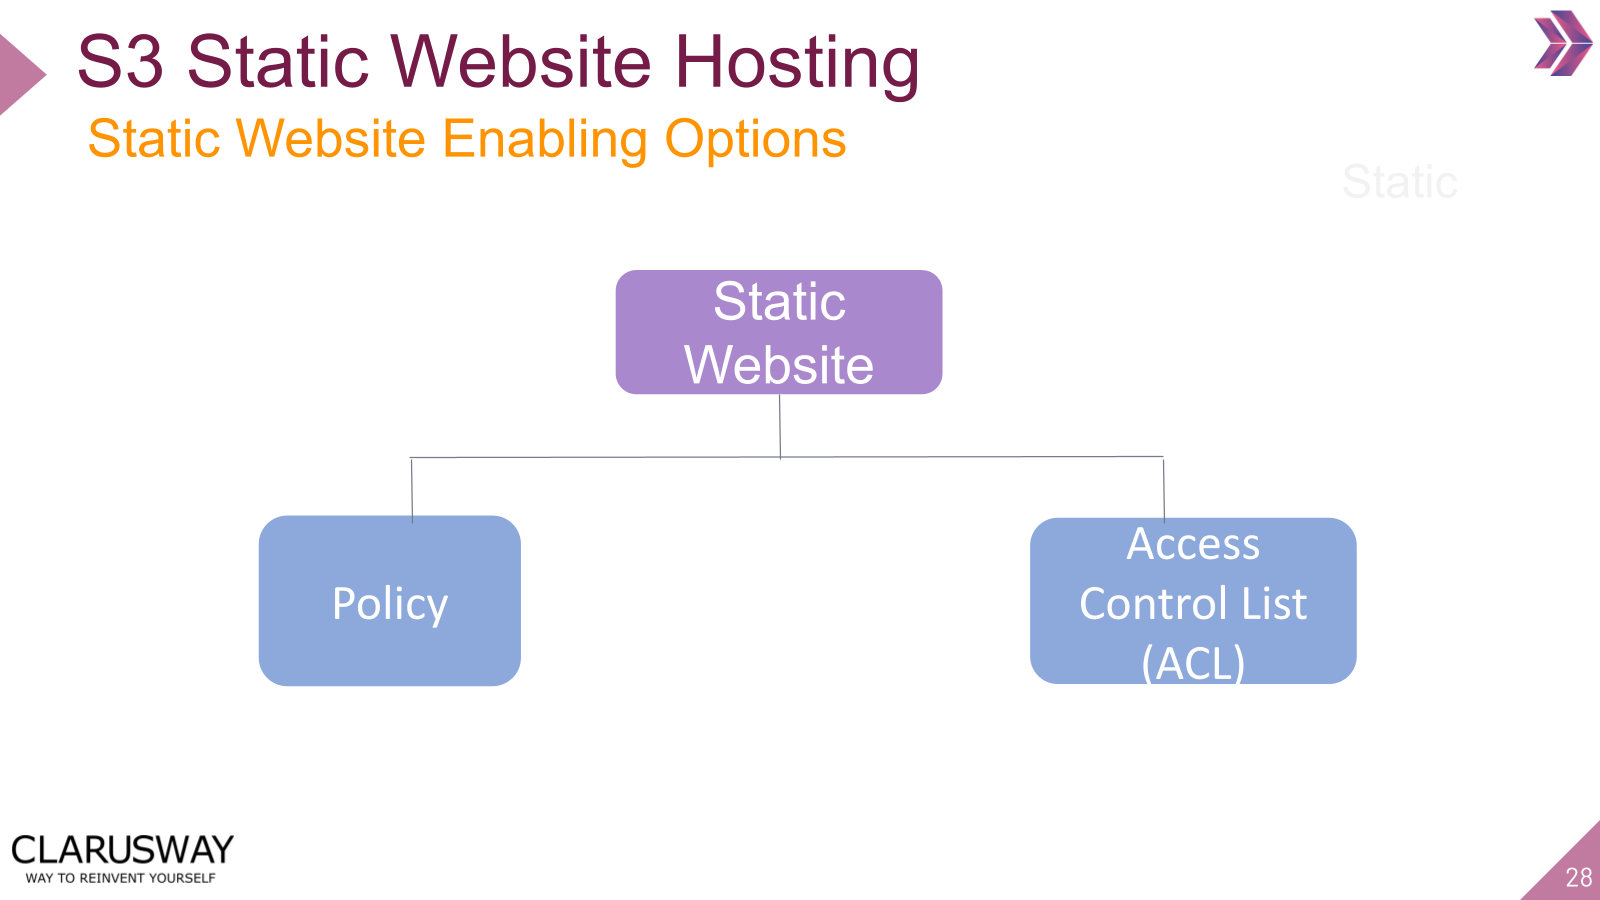 S3 Static Website Hosting
Static Website Enabling Options
Static
Static
Website
Policy
Access
Control List
(ACL)
CLARUSWAY
WAY TO REINVENT YOURSELF
28